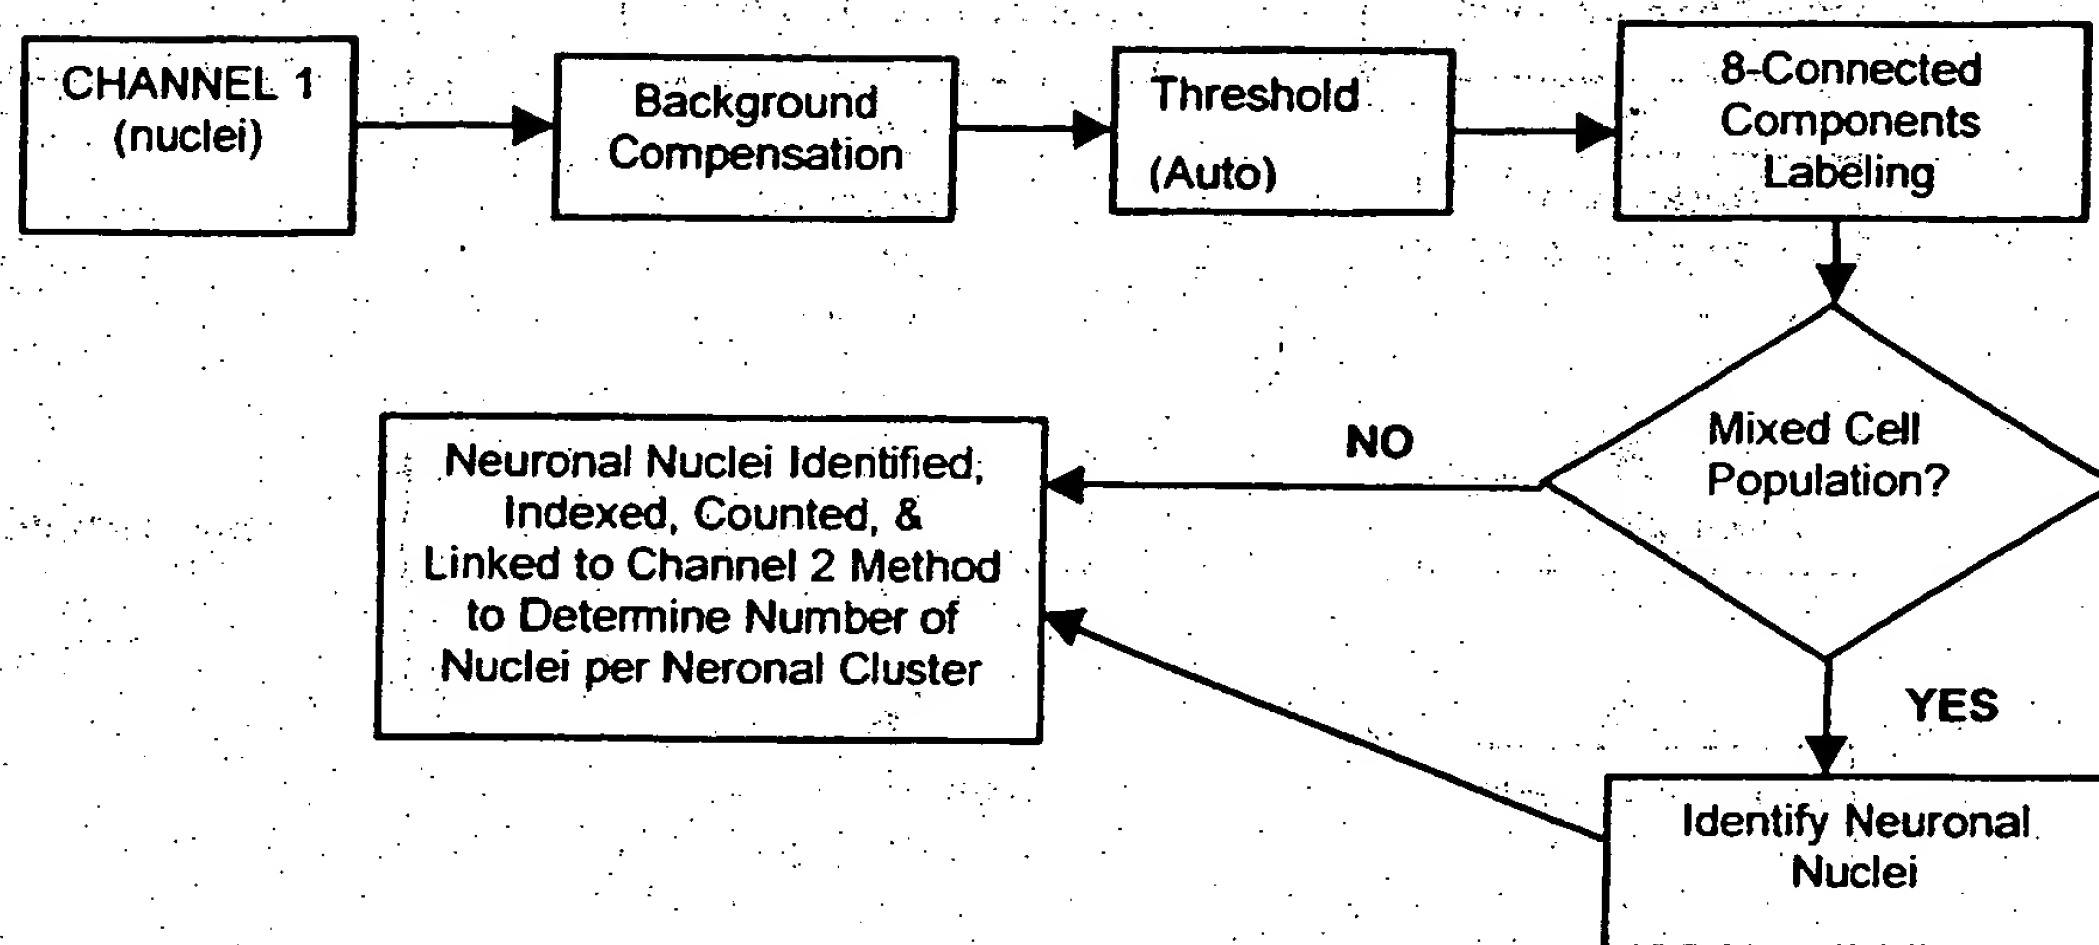 CHANNEL 1
(nuclei)
Background
Compensation
Threshold
(Auto)
8-Connected
Components
Labeling
Mixed Cell
Population?
NO
Neuronal Nuclei Identified,
Indexed, Counted, &
Linked to Channel 2 Method
to Determine Number of
Nuclei per Neronal Cluster
YES
Identify Neuronal
Nuclei